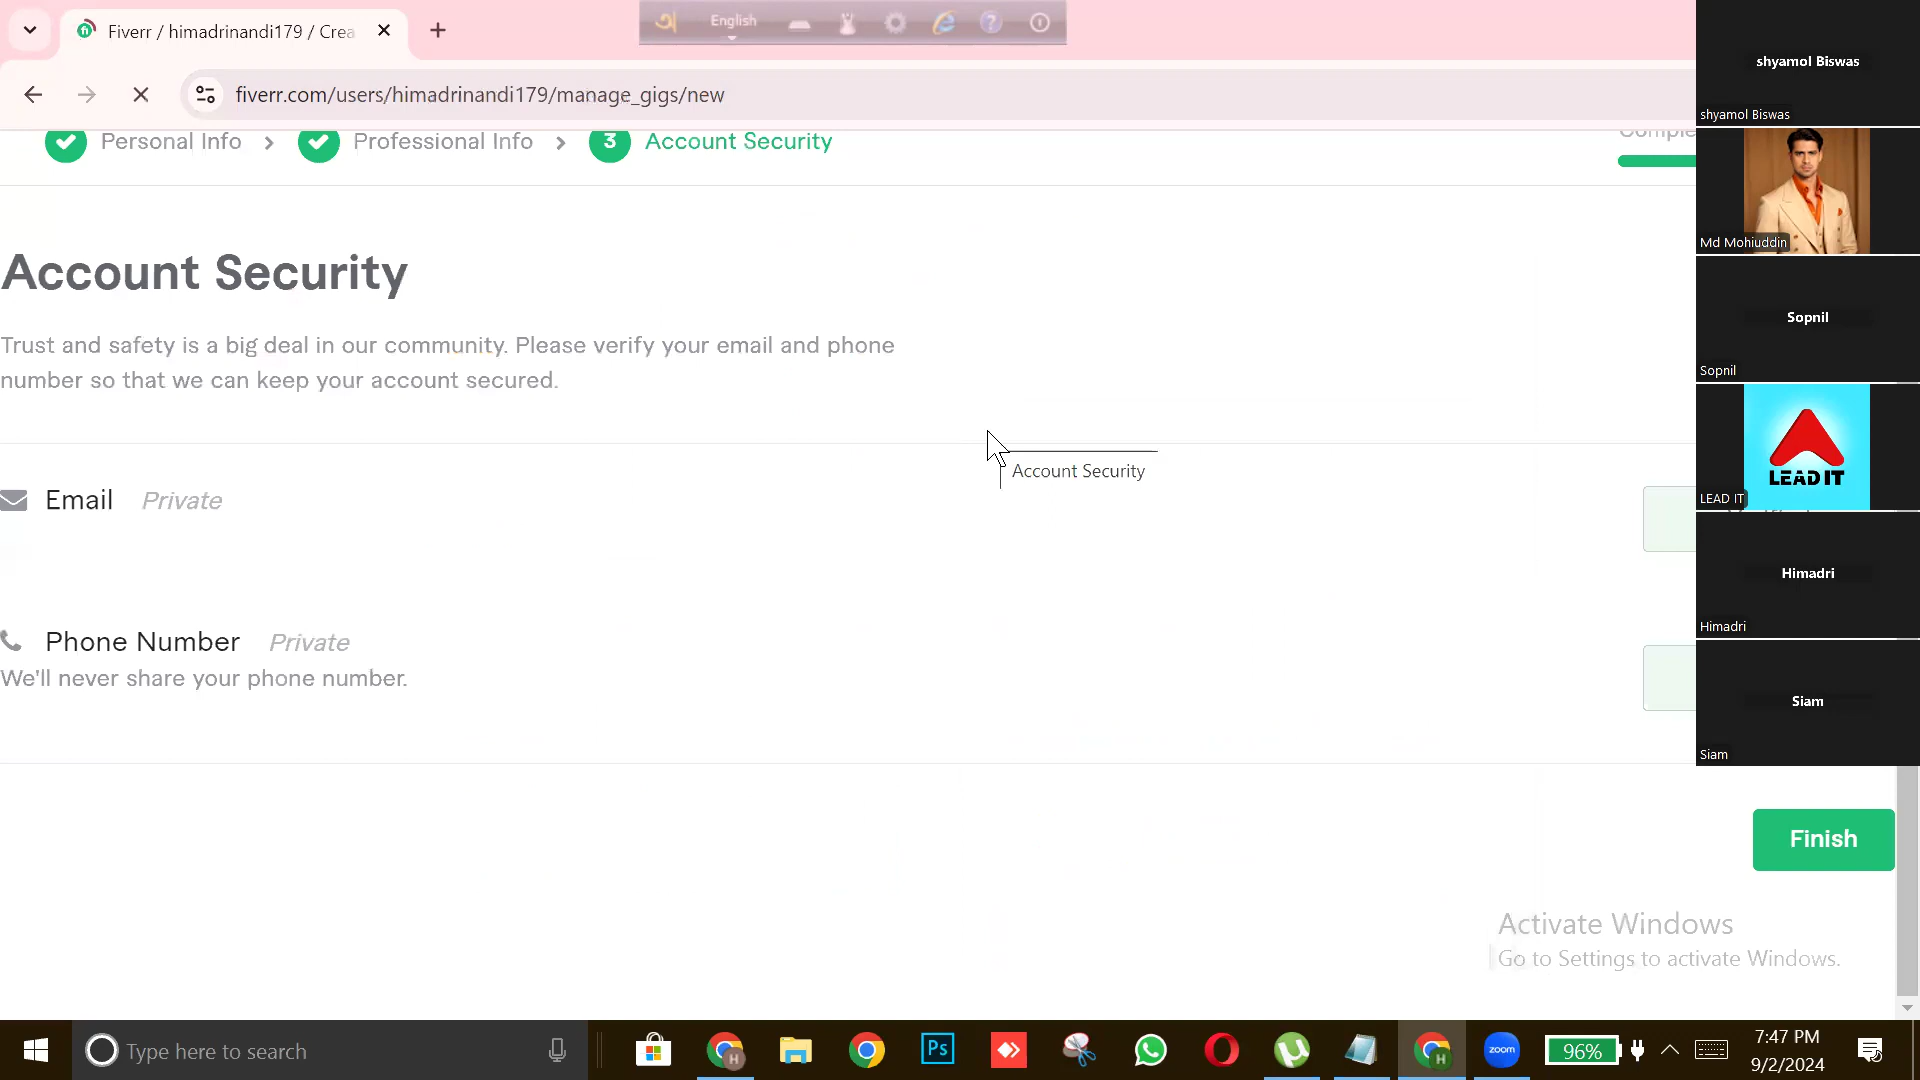 Fiverr / himadrinandi179 / Crea
English
fiverr.com/users/himadrinandi179/manage_gigs/new
Personal Info
Professional Info
3 Account Security
Comple
Account Security
Trust and safety is a big deal in our community. Please verify your email and phone
number so that we can keep your account secured.
Account Security
Email Private
Phone Number Private
We'll never share your phone number.
Finish
Activate Windows
Go to Settings to activate Windows.
shyamol Biswas
shyamol Biswas
Md Mohiuddin
Sopnil
Sopnil
LEAD IT
LEAD IT
Himadri
Himadri
Siam
Siam
Type here to search
Ps
H
H
zoom
96%
7:47 PM
9/2/2024